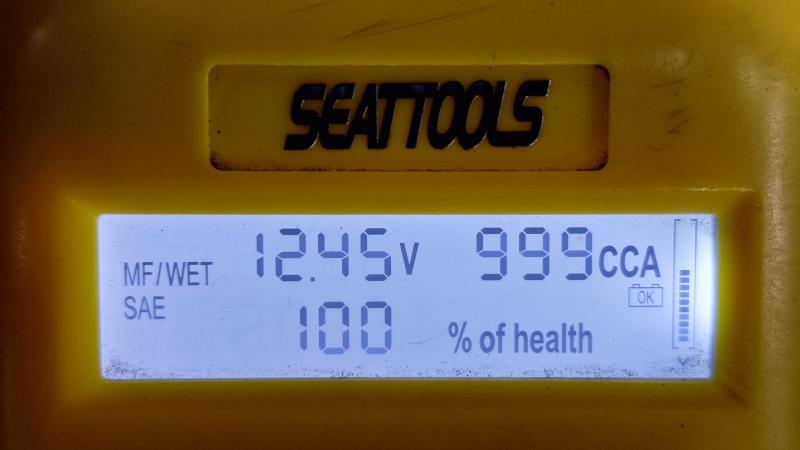 SEATTOOLS
MF/WET 12.45V 999CCA
SAE OK
100 % of health